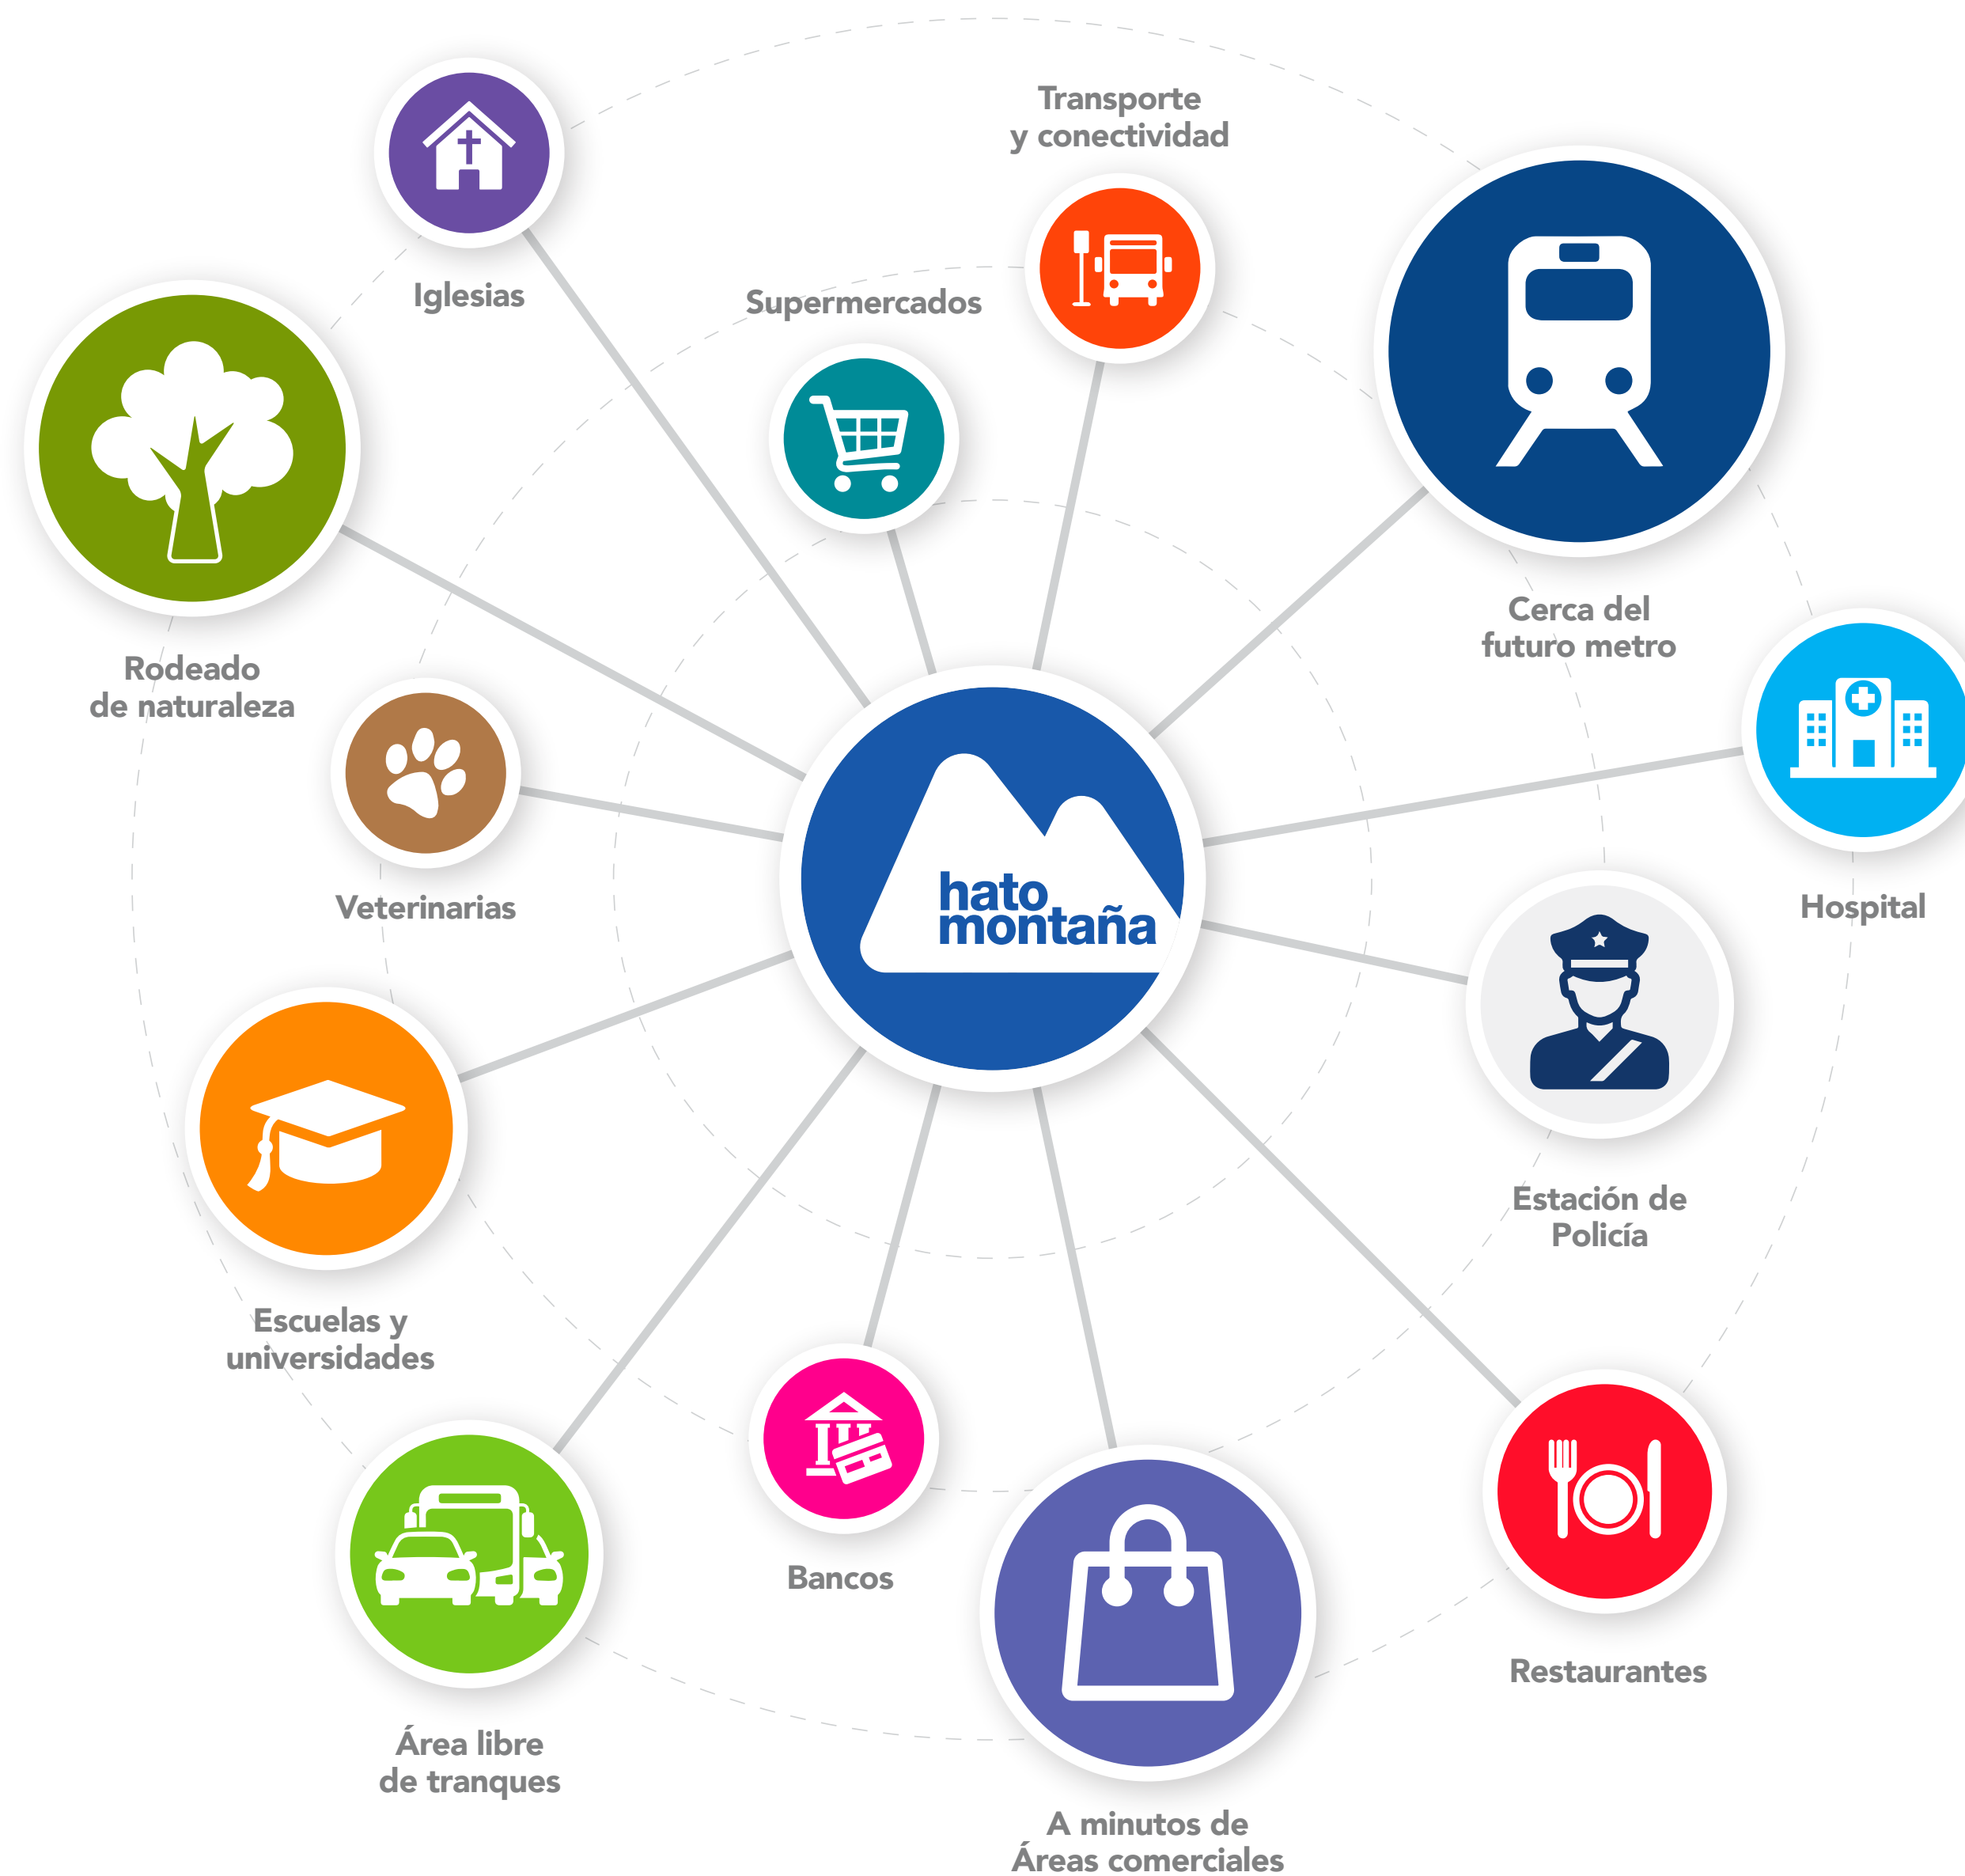 Transporte
y conectividad
Iglesias
Supermercados
Cerca del
futuro metro
Rodeado
de naturaleza
Veterinarias
hato
montaña
Hospital
Estación de
Policía
Escuelas y
universidades
Bancos
Restaurantes
Área libre
de tranques
A minutos de
Áreas comerciales